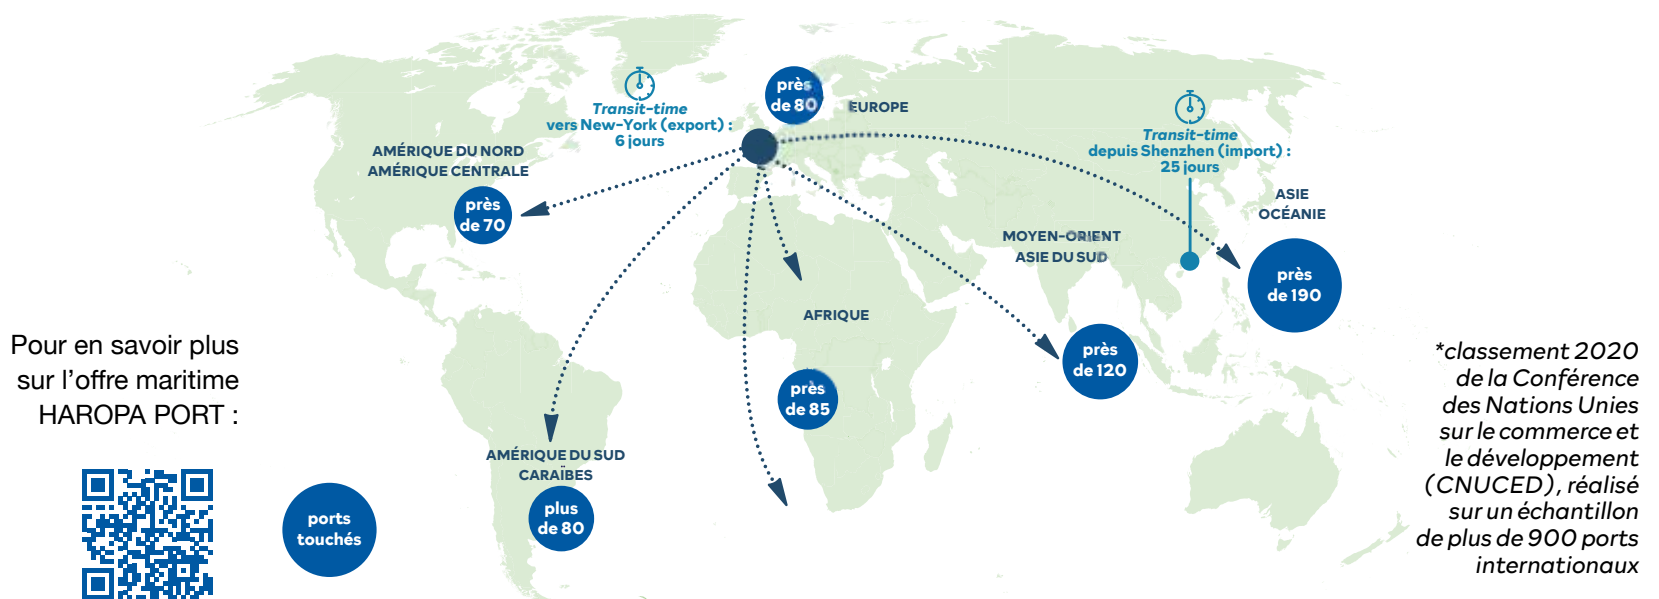 près
de 80
EUROPE
Transit-time
vers New-York (export) :
6 jours
Transit-time
depuis Shenzhen (import) :
25 jours
AMÉRIQUE DU NORD
AMÉRIQUE CENTRALE
près
de 70
ASIE
OCÉANIE
MOYEN-ORIENT
ASIE DU SUD
près
de 190
AFRIQUE
près
de 120
près
de 85
Pour en savoir plus
sur l’offre maritime
HAROPA PORT :
AMÉRIQUE DU SUD
CARAÏBES
plus
de 80
ports
touchés
*classement 2020
de la Conférence
des Nations Unies
sur le commerce et
le développement
(CNUCED), réalisé
sur un échantillon
de plus de 900 ports
internationaux